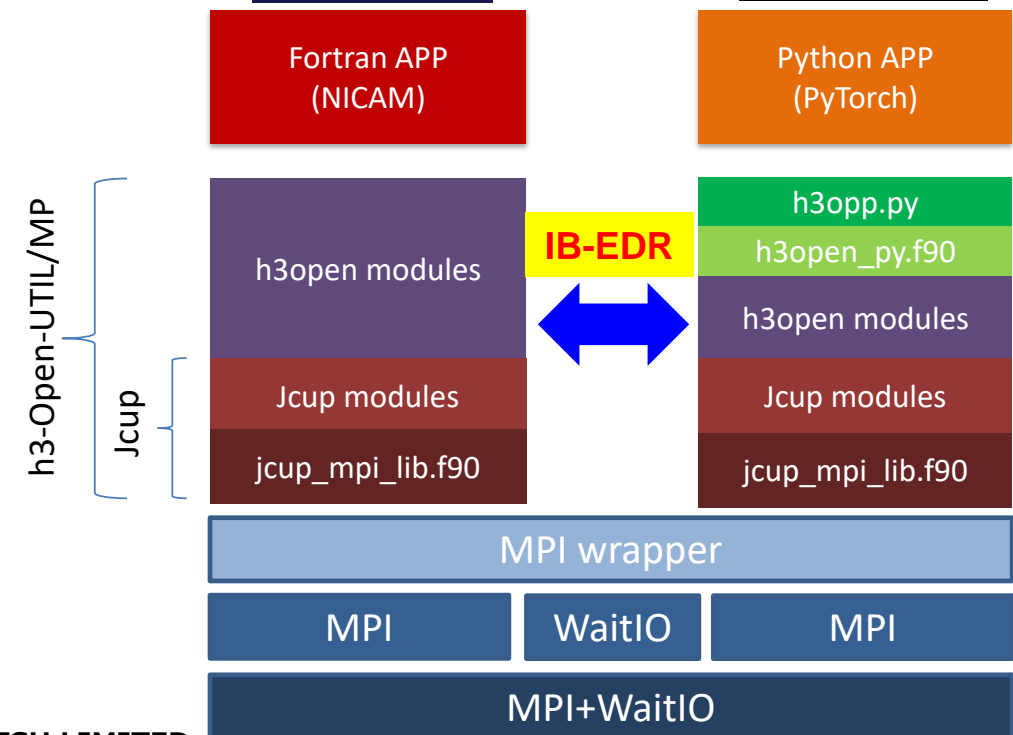 Fortran APP
(NICAM)
Python APP
(PyTorch)
h3-Open-UTIL/MP
Jcup
h3open modules
Jcup modules
jcup_mpi_lib.f90
IB-EDR
h3opp.py
h3open_py.f90
h3open modules
Jcup modules
jcup_mpi_lib.f90
MPI wrapper
MPI
WaitIO
MPI
MPI+WaitIO
LIMITED